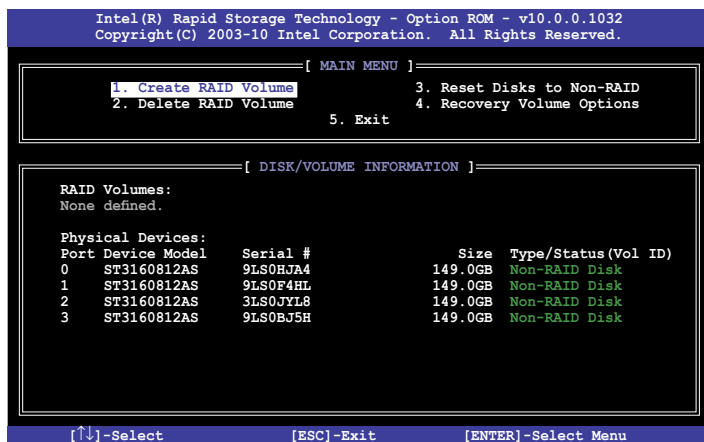 Intel(R) Rapid Storage Technology - Option ROM - v10.0.0.1032
Copyright(C) 2003-10 Intel Corporation. All Rights Reserved.
[ MAIN MENU ]
1. Create RAID Volume 3. Reset Disks to Non-RAID
2. Delete RAID Volume 4. Recovery Volume Options
5. Exit
[ DISK/VOLUME INFORMATION ]
RAID Volumes:
None defined.
Physical Devices:
Port Device Model Serial # Size Type/Status(Vol ID)
0 ST3160812AS 9LS0HJA4 149.0GB Non-RAID Disk
1 ST3160812AS 9LS0F4HL 149.0GB Non-RAID Disk
2 ST3160812AS 3LS0JYL8 149.0GB Non-RAID Disk
3 ST3160812AS 9LS0BJ5H 149.0GB Non-RAID Disk
[↑↓]-Select [ESC]-Exit [ENTER]-Select Menu